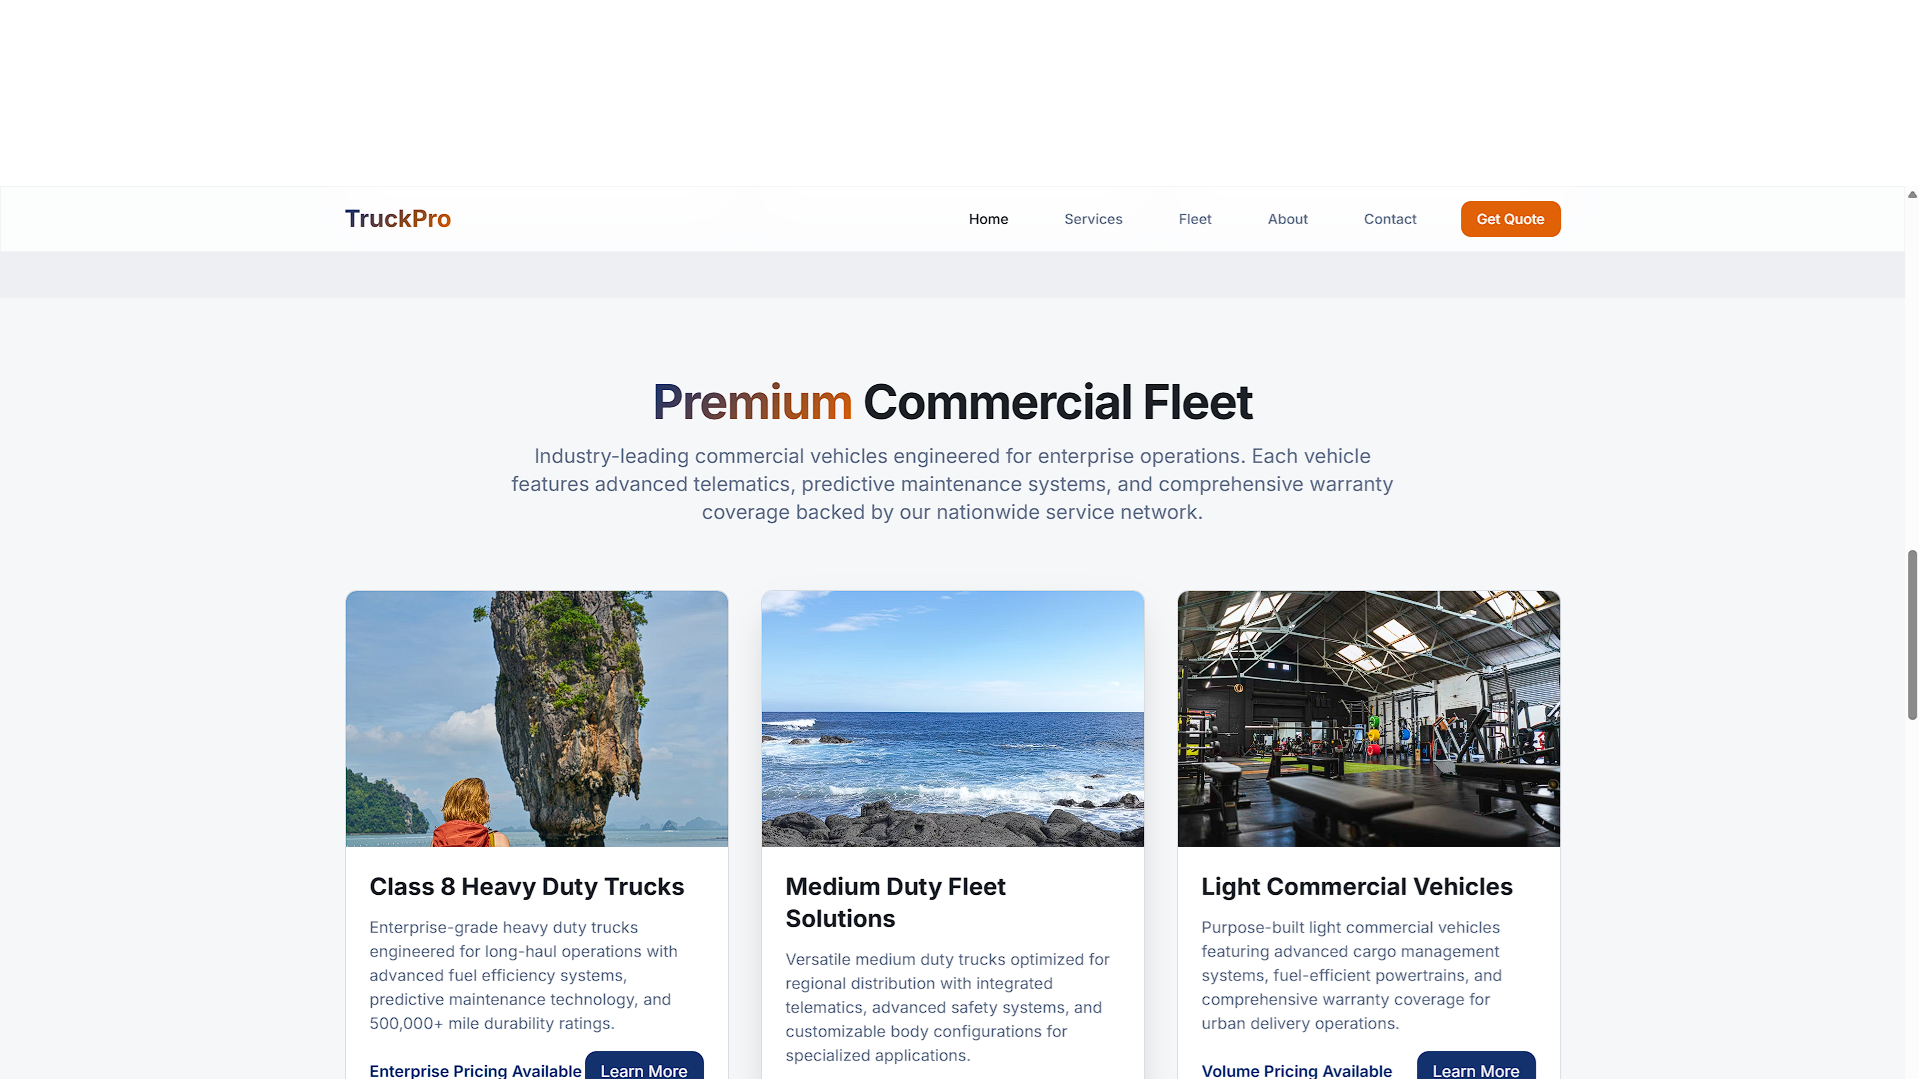 TruckPro
Home
Services
Fleet
About
Contact
Get Quote
Premium Commercial Fleet
Industry-leading commercial vehicles engineered for enterprise operations. Each vehicle
features advanced telematics, predictive maintenance systems, and comprehensive warranty
coverage backed by our nationwide service network.
Class 8 Heavy Duty Trucks
Enterprise-grade heavy duty trucks
engineered for long-haul operations with
advanced fuel efficiency systems,
predictive maintenance technology, and
500,000+ mile durability ratings.
Enterprise Pricing Available
Learn More
Medium Duty Fleet
Solutions
Versatile medium duty trucks optimized for
regional distribution with integrated
telematics, advanced safety systems, and
customizable body configurations for
specialized applications.
Light Commercial Vehicles
Purpose-built light commercial vehicles
featuring advanced cargo management
systems, fuel-efficient powertrains, and
comprehensive warranty coverage for
urban delivery operations.
Volume Pricing Available
Learn More